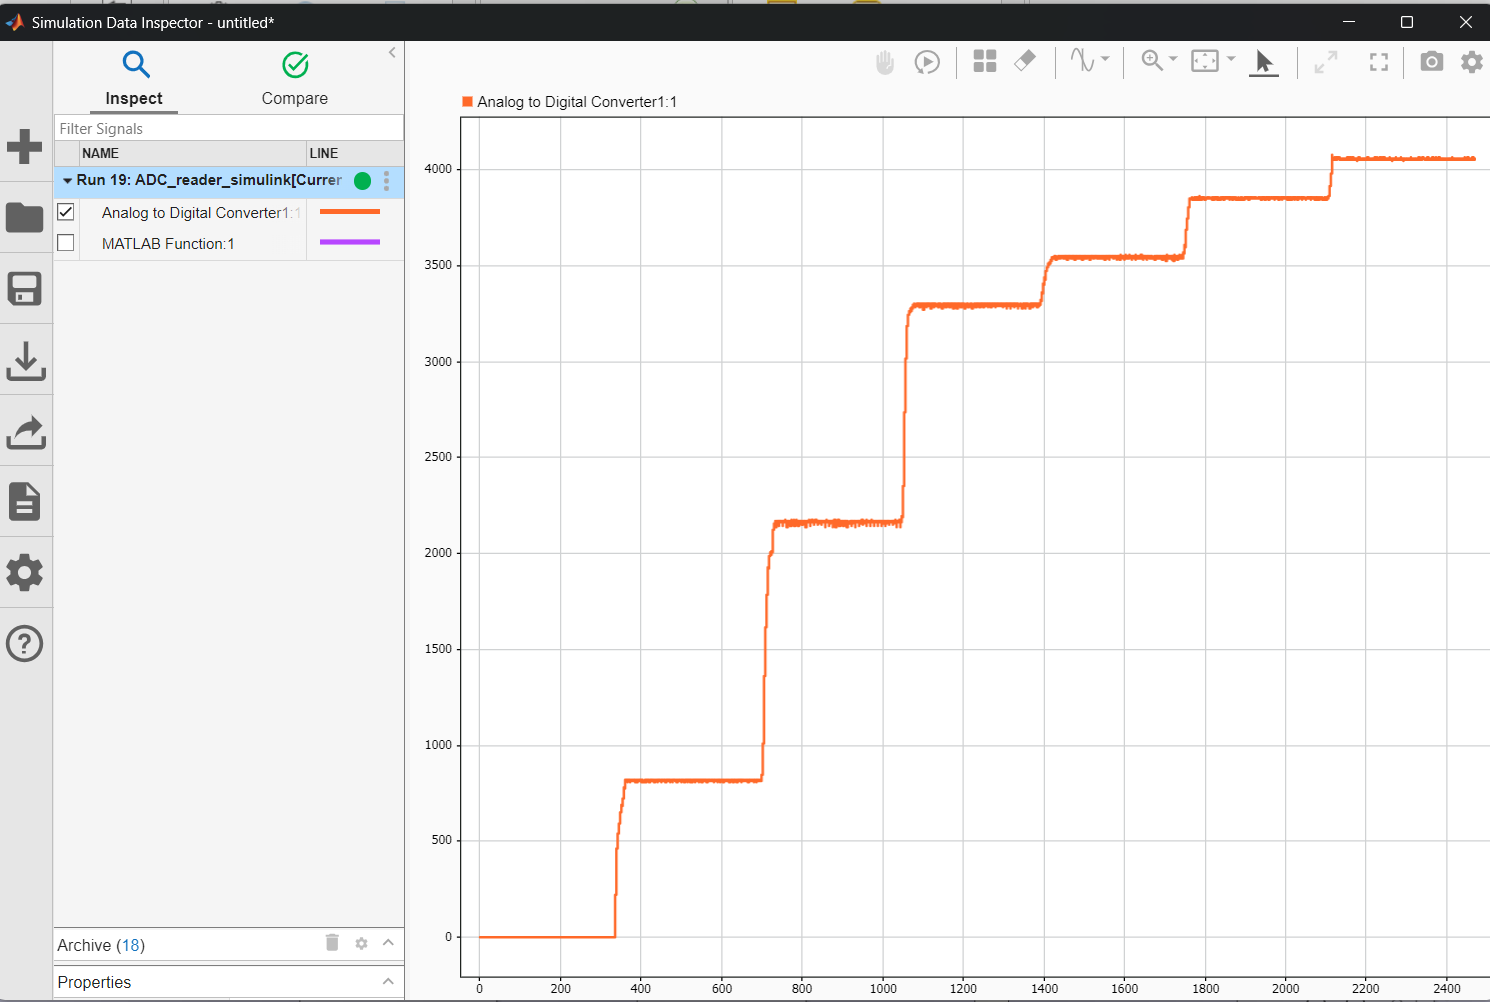 Simulation Data Inspector - untitled*
Inspect
Compare
Filter Signals
NAME
LINE
Run 19: ADC_reader_simulink[Currer
Analog to Digital Converter1:1
MATLAB Function:1
Archive (18)
Properties
Analog to Digital Converter1:1
4000
3500
3000
2500
2000
1500
1000
500
0
0 200 400 600 800 1000 1200 1400 1600 1800 2000 2200 2400